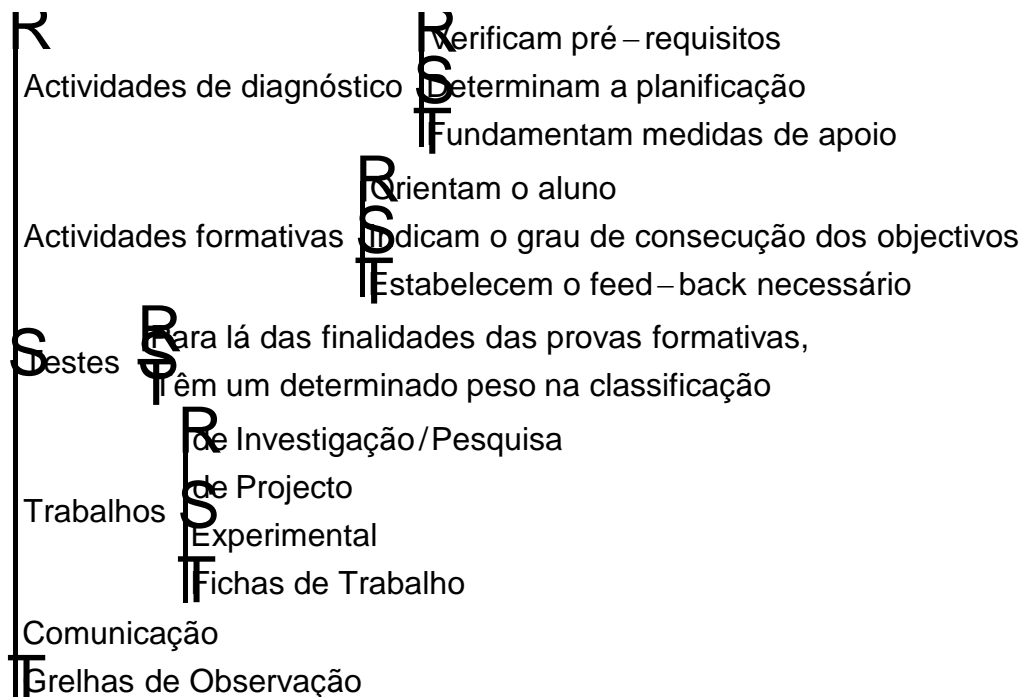 Verificam pré – requisitos
Actividades de diagnóstico Determinam a planificação
Fundamentam medidas de apoio
Orientam o aluno
Actividades formativas Indicam o grau de consecução dos objectivos
Estabelecem o feed – back necessário
Para lá das finalidades das provas formativas,
Testes
Têm um determinado peso na classificação
de Investigação / Pesquisa
de Projecto
Trabalhos
Experimental
Fichas de Trabalho
Comunicação
Grelhas de Observação